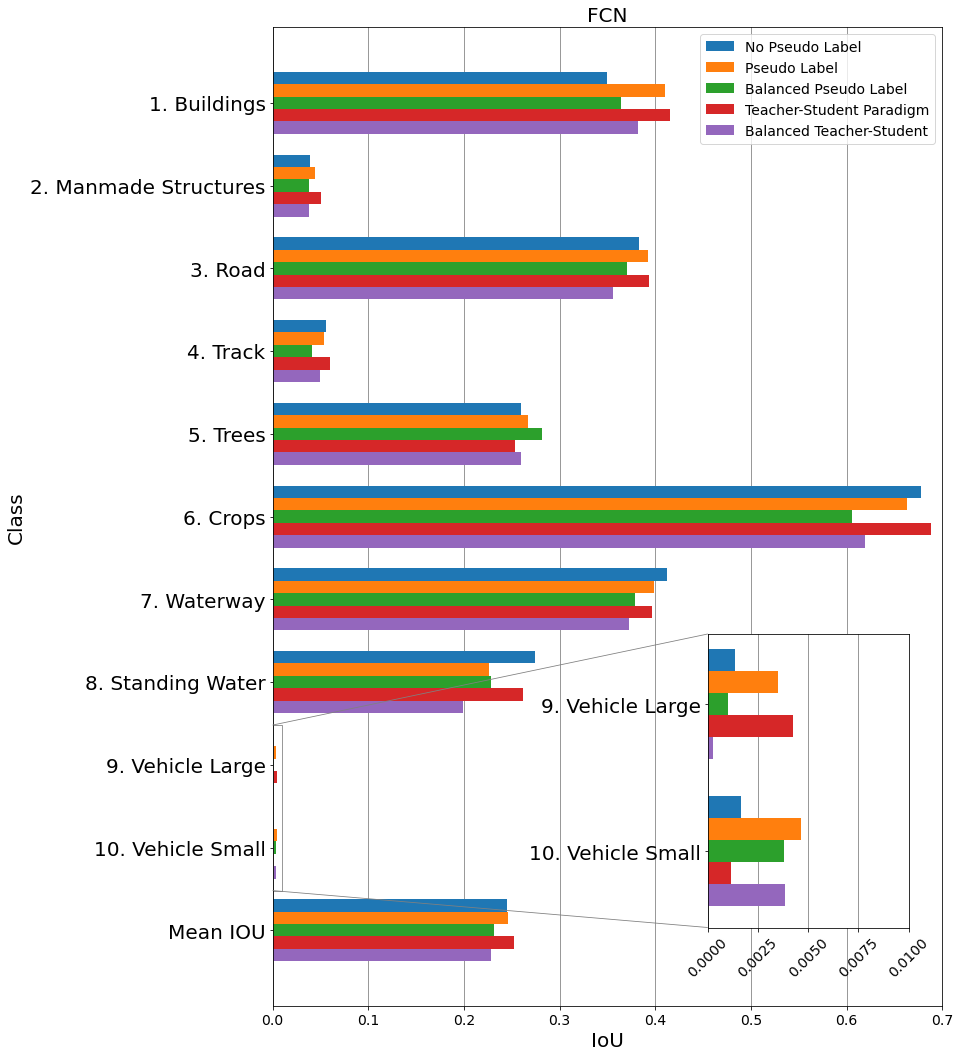 FCN
No Pseudo Label
Pseudo Label
Balanced Pseudo Label
Teacher-Student Paradigm
Balanced Teacher-Student
Class
1. Buildings
2. Manmade Structures
3. Road
4. Track
5. Trees
6. Crops
7. Waterway
8. Standing Water
9. Vehicle Large
10. Vehicle Small
Mean IOU
9. Vehicle Large
10. Vehicle Small
0.0000 0.0025 0.0050 0.0075 0.0100
0.0 0.1 0.2 0.3 0.4 0.5 0.6 0.7
IoU